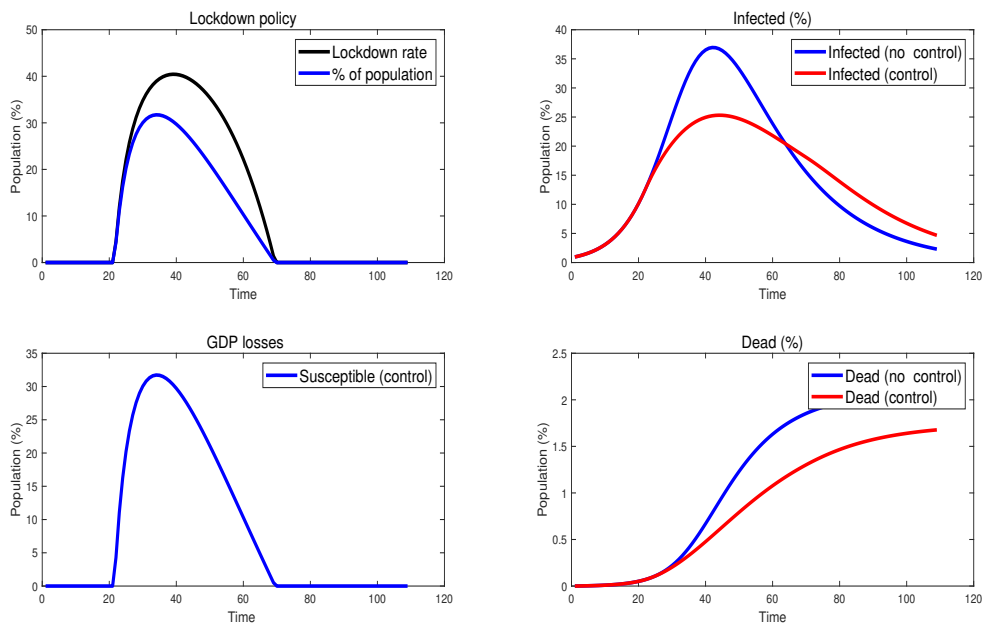 Lockdown policy
50
40
30
20
10
0
Population (%)
Lockdown rate
% of population
0 20 40 60 80 100 120
Time
Infected (%)
40
35
30
25
20
15
10
5
0
Population (%)
Infected (no control)
Infected (control)
0 20 40 60 80 100 120
Time
GDP losses
35
30
25
20
15
10
5
0
Population (%)
Susceptible (control)
0 20 40 60 80 100 120
Time
Dead (%)
2.5
2
1.5
1
0.5
0
Population (%)
Dead (no control)
Dead (control)
0 20 40 60 80 100 120
Time